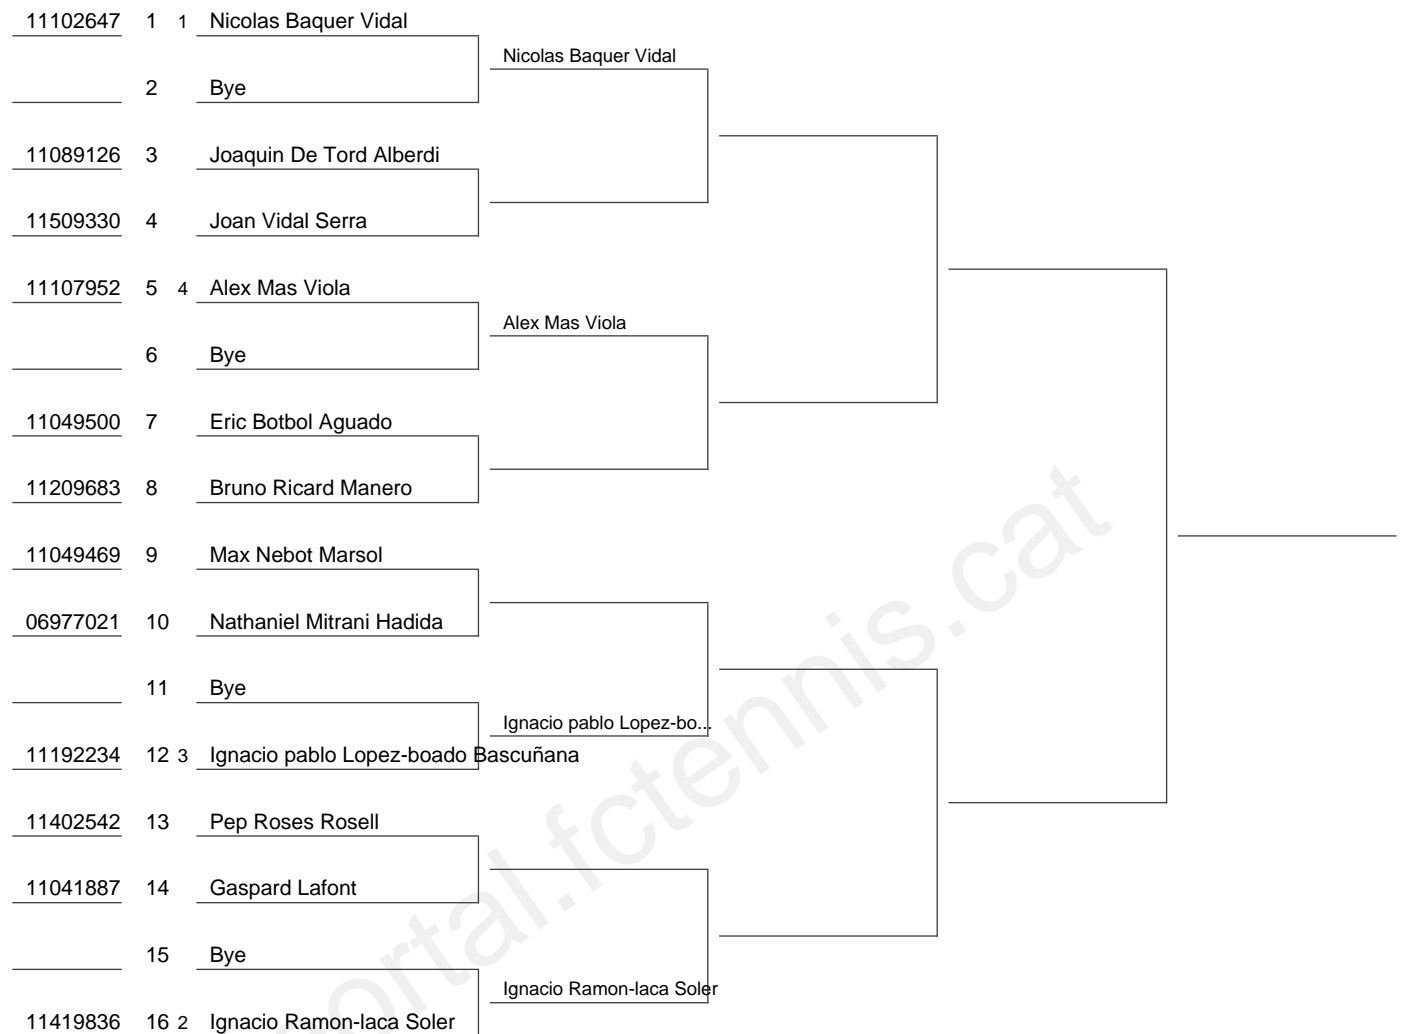 11102647 1 1 Nicolas Baquer Vidal
Nicolas Baquer Vidal
2 Bye
11089126 3 Joaquin De Tord Alberdi
11509330 4 Joan Vidal Serra
11107952 5 4 Alex Mas Viola
Alex Mas Viola
6 Bye
11049500 7 Eric Botbol Aguado
11209683 8 Bruno Ricard Manero
11049469 9 Max Nebot Marsol
06977021 10 Nathaniel Mitrani Hadida
11 Bye
Ignacio pablo Lopez-bo...
11192234 12 3 Ignacio pablo Lopez-boado Bascuñana
11402542 13 Pep Roses Rosell
11041887 14 Gaspard Lafont
15 Bye
Ignacio Ramon-laca Soler
11419836 16 2 Ignacio Ramon-laca Soler
ortal.fctennis.cat